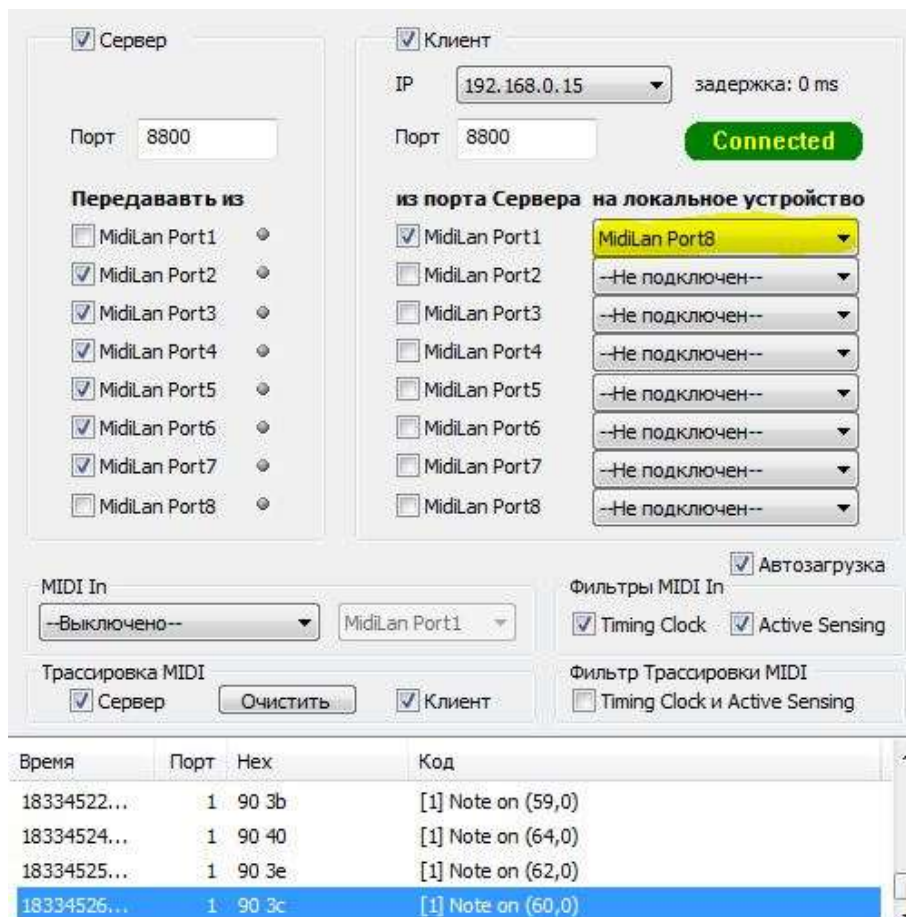 Сервер
Клиент
IP 192.168.0.15 задержка: 0 ms
Порт 8800
Порт 8800 Connected
Передававть из
MidiLan Port1
MidiLan Port2
MidiLan Port3
MidiLan Port4
MidiLan Port5
MidiLan Port6
MidiLan Port7
MidiLan Port8
из порта Сервера на локальное устройство
MidiLan Port1 MidiLan Port8
MidiLan Port2 --Не подключен--
MidiLan Port3 --Не подключен--
MidiLan Port4 --Не подключен--
MidiLan Port5 --Не подключен--
MidiLan Port6 --Не подключен--
MidiLan Port7 --Не подключен--
MidiLan Port8 --Не подключен--
Автозагрузка
MIDI In
--Выключено-- MidiLan Port1
Фильтры MIDI In
Timing Clock Active Sensing
Трассировка MIDI
Сервер Очистить Клиент
Фильтр Трассировки MIDI
Timing Clock и Active Sensing
Время Порт Hex Код
18334522... 1 90 3b [1] Note on (59,0)
18334524... 1 90 40 [1] Note on (64,0)
18334525... 1 90 3e [1] Note on (62,0)
18334526... 1 90 3c [1] Note on (60,0)